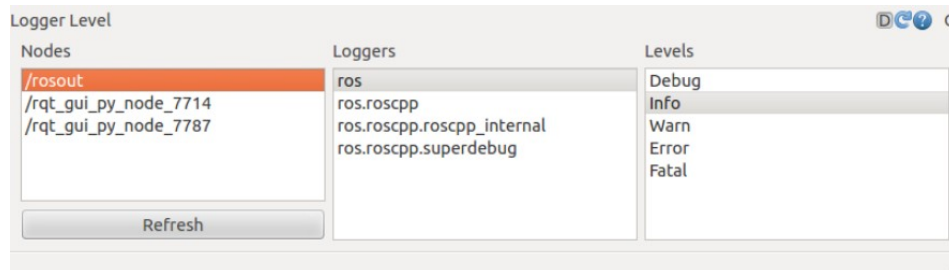 Logger Level
D
?
Nodes
/rosout
/rqt_gui_py_node_7714
/rqt_gui_py_node_7787
Refresh
Loggers
ros
ros.roscpp
ros.roscpp.roscpp_internal
ros.roscpp.superdebug
Levels
Debug
Info
Warn
Error
Fatal